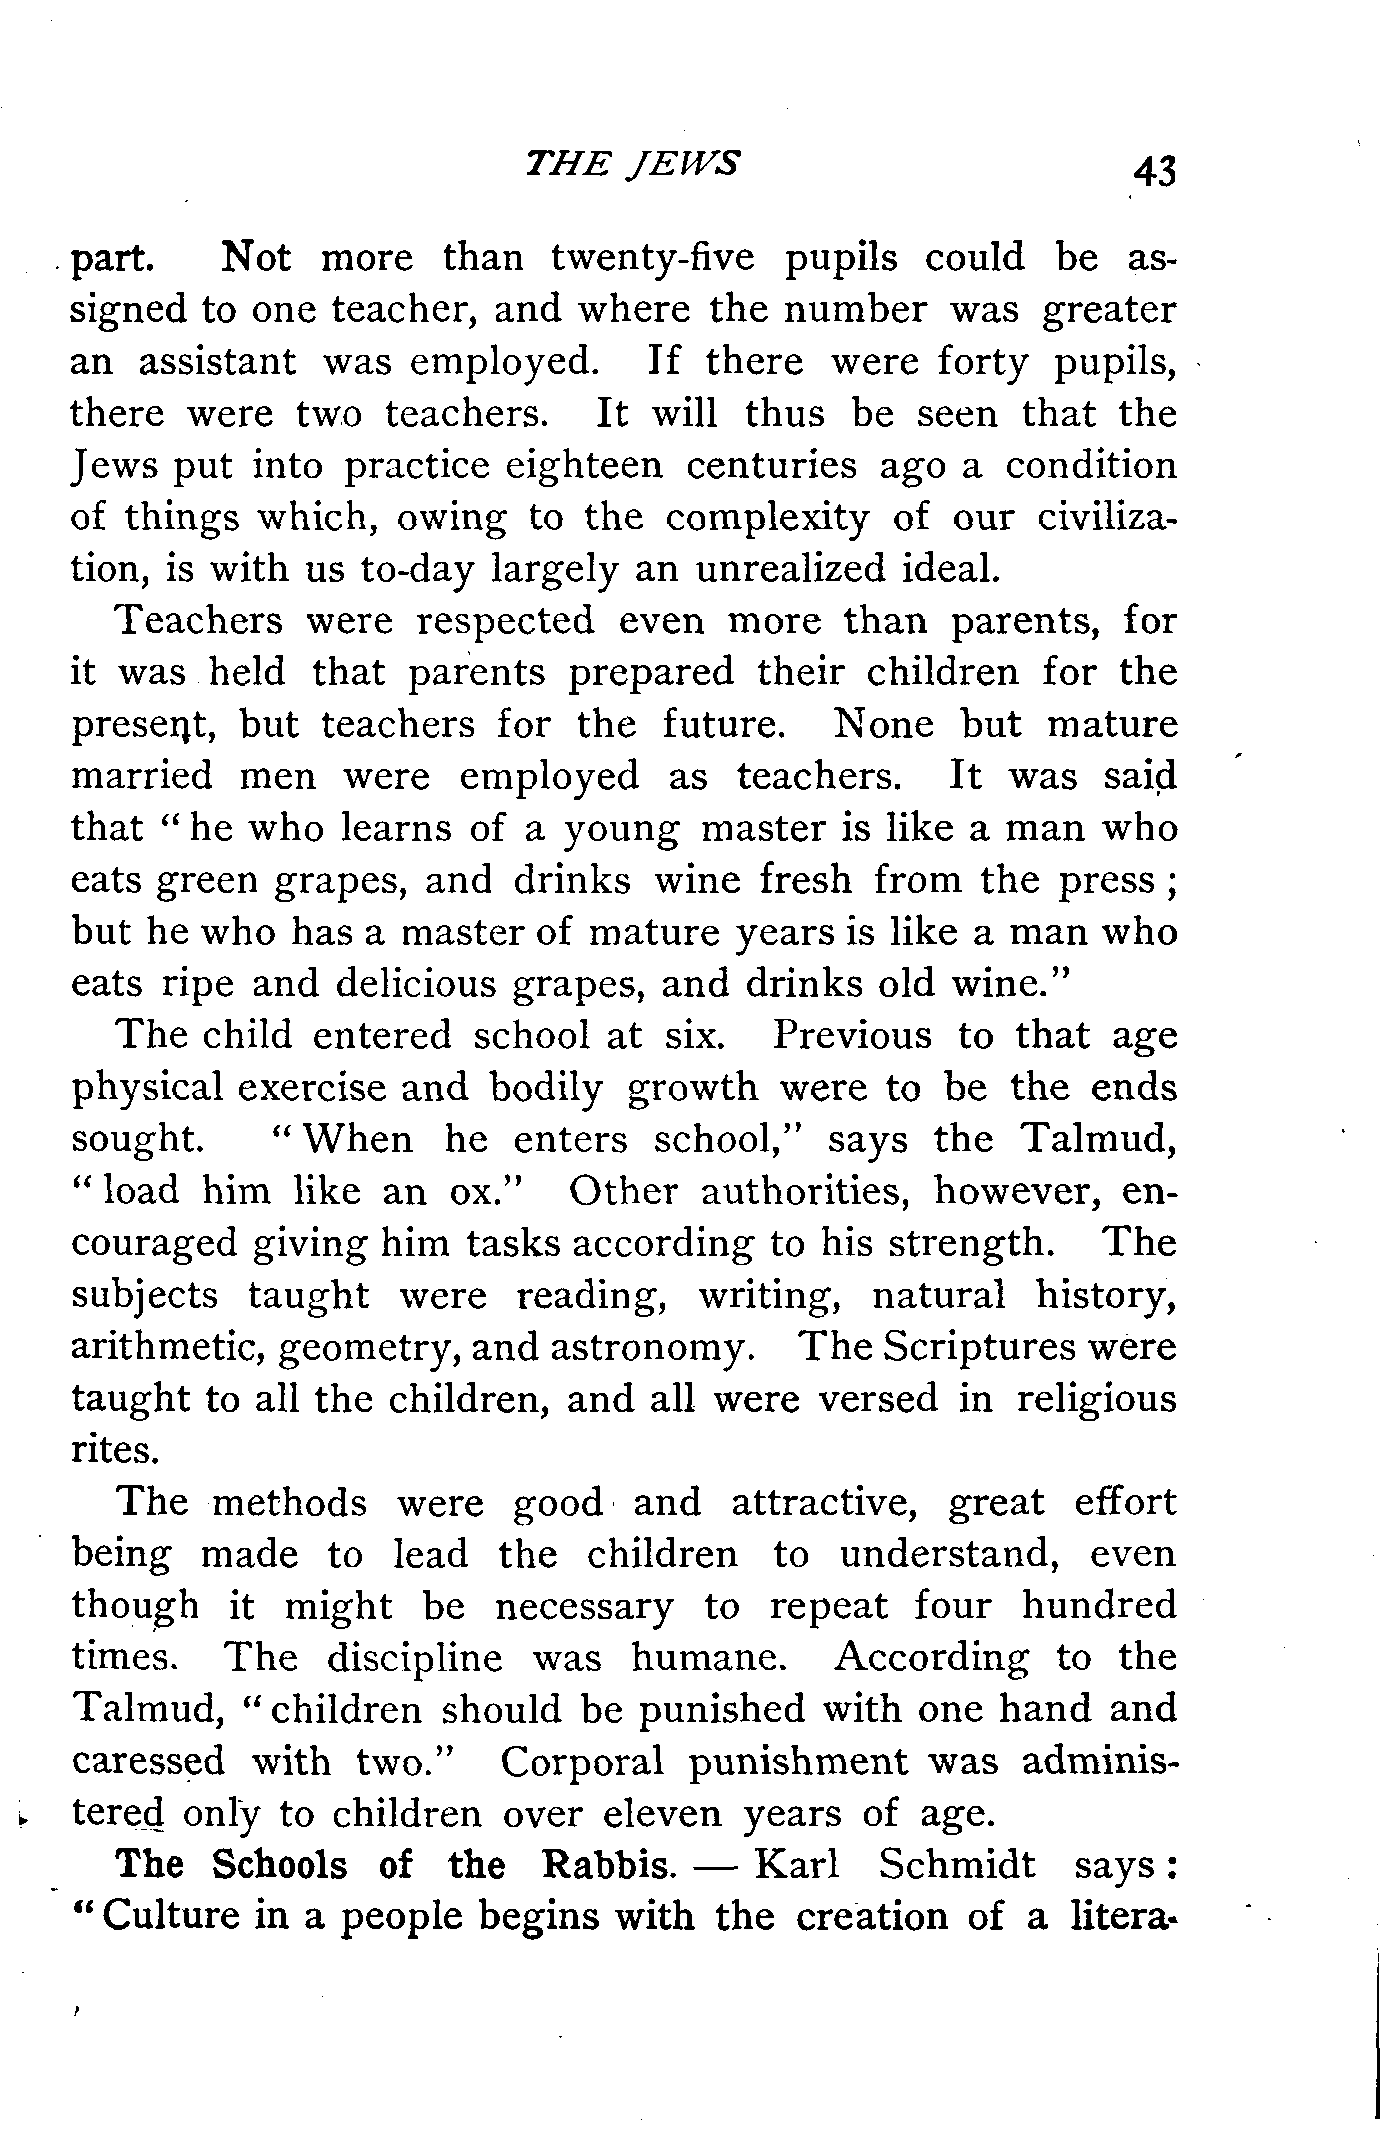 THE JEWS 43
part. Not more than twenty-five pupils could be as-
signed to one teacher, and where the number was greater
an assistant was employed. If there were forty pupils,
there were two teachers. It will thus be seen that the
Jews put into practice eighteen centuries ago a condition
of things which, owing to the complexity of our civiliza-
tion, is with us to-day largely an unrealized ideal.
Teachers were respected even more than parents, for
it was held that parents prepared their children for the
present, but teachers for the future. None but mature
married men were employed as teachers. It was said
that " he who learns of a young master is like a man who
eats green grapes, and drinks wine fresh from the press ;
but he who has a master of mature years is like a man who
eats ripe and delicious grapes, and drinks old wine."
The child entered school at six. Previous to that age
physical exercise and bodily growth were to be the ends
sought. " When he enters school," says the Talmud,
" load him like an ox." Other authorities, however, en-
couraged giving him tasks according to his strength. The
subjects taught were reading, writing, natural history,
arithmetic, geometry, and astronomy. The Scriptures were
taught to all the children, and all were versed in religious
rites.
The methods were good and attractive, great effort
being made to lead the children to understand, even
though it might be necessary to repeat four hundred
times. The discipline was humane. According to the
Talmud, " children should be punished with one hand and
caressed with two." Corporal punishment was adminis-
tered only to children over eleven years of age.
The Schools of the Rabbis. — Karl Schmidt says :
" Culture in a people begins with the creation of a litera-